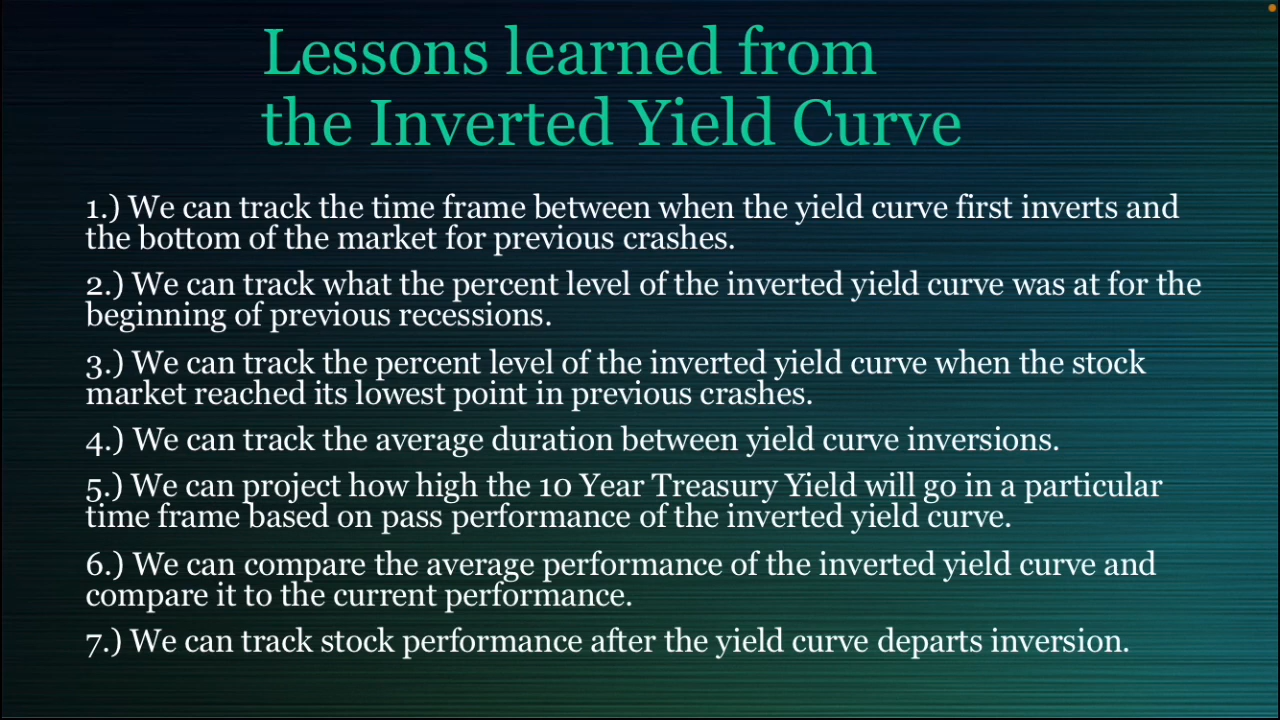 Lessons learned from
the Inverted Yield Curve
1.) We can track the time frame between when the yield curve first inverts and
the bottom of the market for previous crashes.
2.) We can track what the percent level of the inverted yield curve was at for the
beginning of previous recessions.
3.) We can track the percent level of the inverted yield curve when the stock
market reached its lowest point in previous crashes.
4.) We can track the average duration between yield curve inversions.
5.) We can project how high the 10 Year Treasury Yield will go in a particular
time frame based on pass performance of the inverted yield curve.
6.) We can compare the average performance of the inverted yield curve and
compare it to the current performance.
7.) We can track stock performance after the yield curve departs inversion.